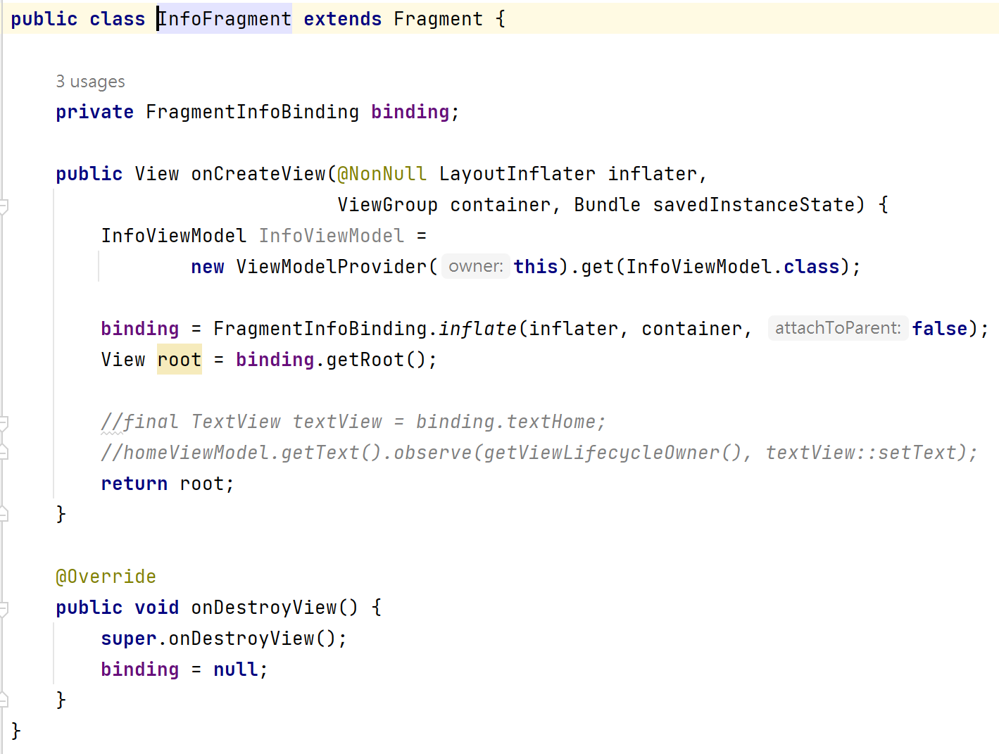 public class InfoFragment extends Fragment {
3 usages
private FragmentInfoBinding binding;
public View onCreateView(@NonNull LayoutInflater inflater,
ViewGroup container, Bundle savedInstanceState) {
InfoViewModel InfoViewModel =
new ViewModelProvider( owner: this).get(InfoViewModel.class);
binding = FragmentInfoBinding.inflate(inflater, container, attachToParent: false);
View root = binding.getRoot();
//final TextView textView = binding.textHome;
//homeViewModel.getText().observe(getViewLifecycleOwner(), textView::setText);
return root;
}
@Override
public void onDestroyView() {
super.onDestroyView();
binding = null;
}
}